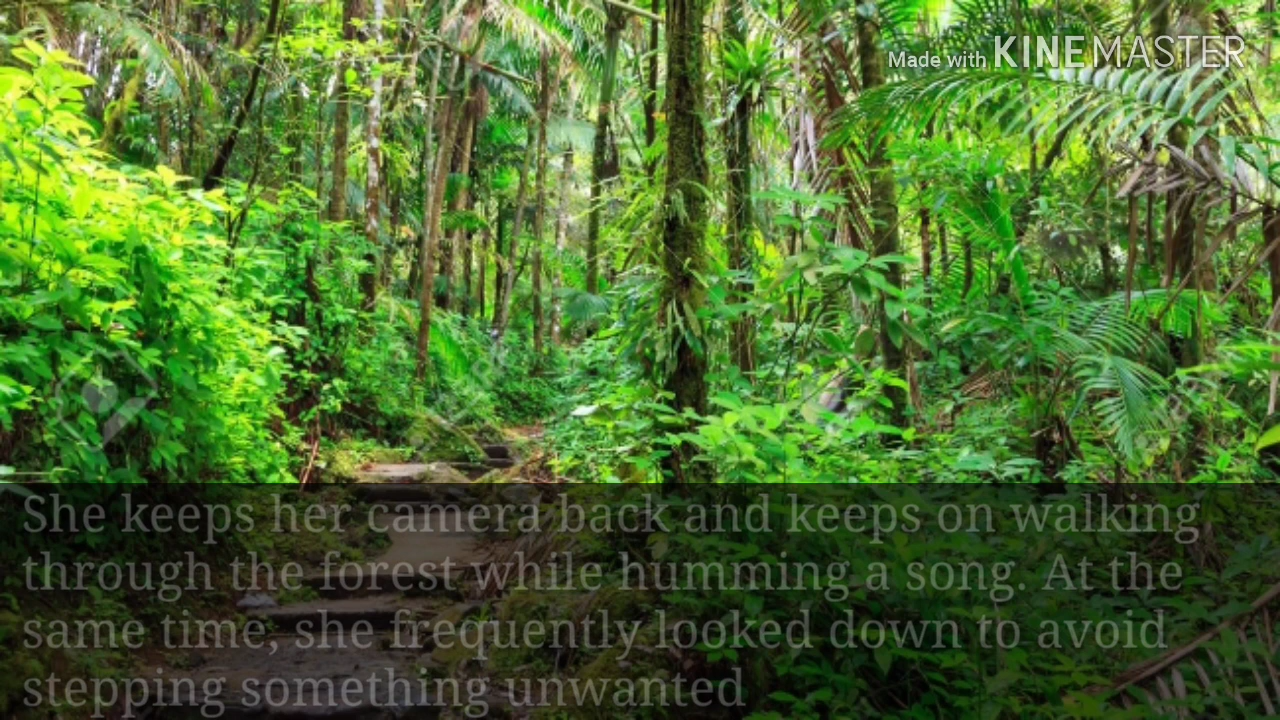 Made with KINEMASTER
She keeps her camera back and keeps on walking
through the forest while humming a song. At the
same time, she frequently looked down to avoid
stepping something unwanted